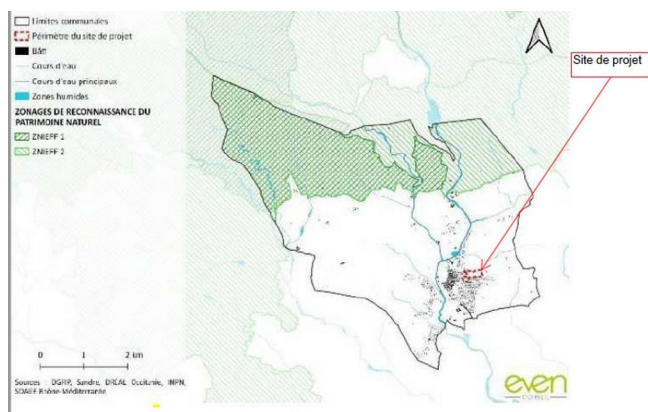 Limites communales
Périmètre du site de projet
Bâti
Cours d'eau
Cours d'eau principaux
Zones humides
ZONAGES DE RECONNAISSANCE DU
PATRIMOINE NATUREL
ZNIEFF 1
ZNIEFF 2
Site de projet
0 1 2 km
Sources : DGFIP, Sandre, DREAL Occitanie, INPN,
SDAGE Rhône-Méditerranée
even
CONSEIL